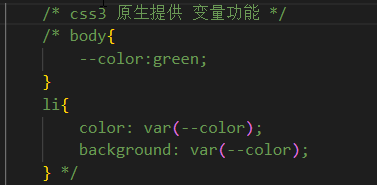 /* css3 原生提供 变量功能 */
/* body{
--color:green;
}
li{
color: var(--color);
background: var(--color);
} */